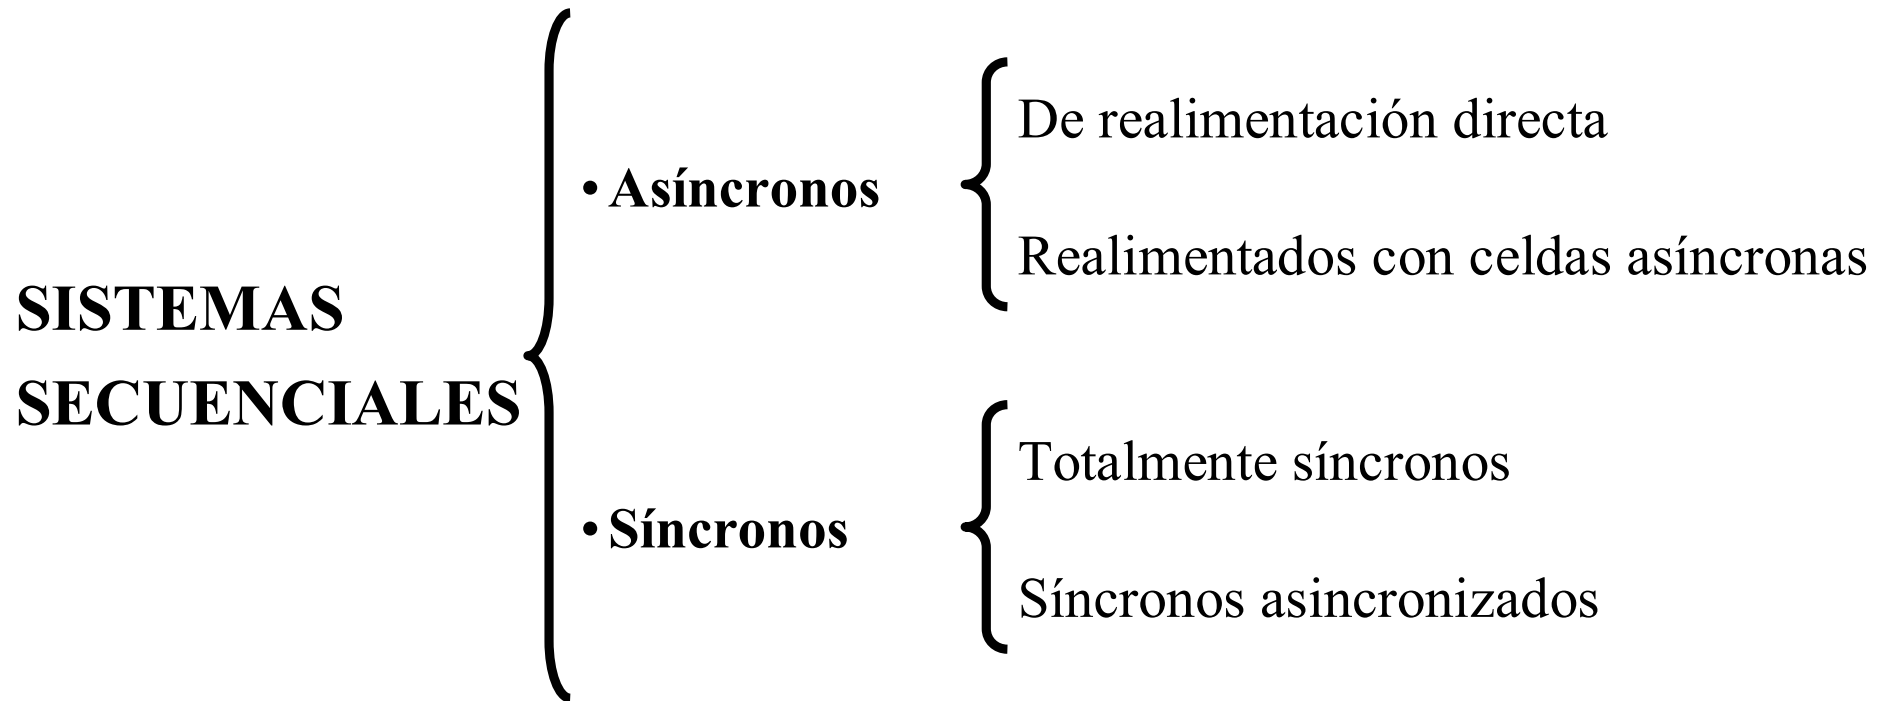 SISTEMAS
SECUENCIALES
• Asíncronos
De realimentación directa
Realimentados con celdas asíncronas
• Síncronos
Totalmente síncronos
Síncronos asincronizados